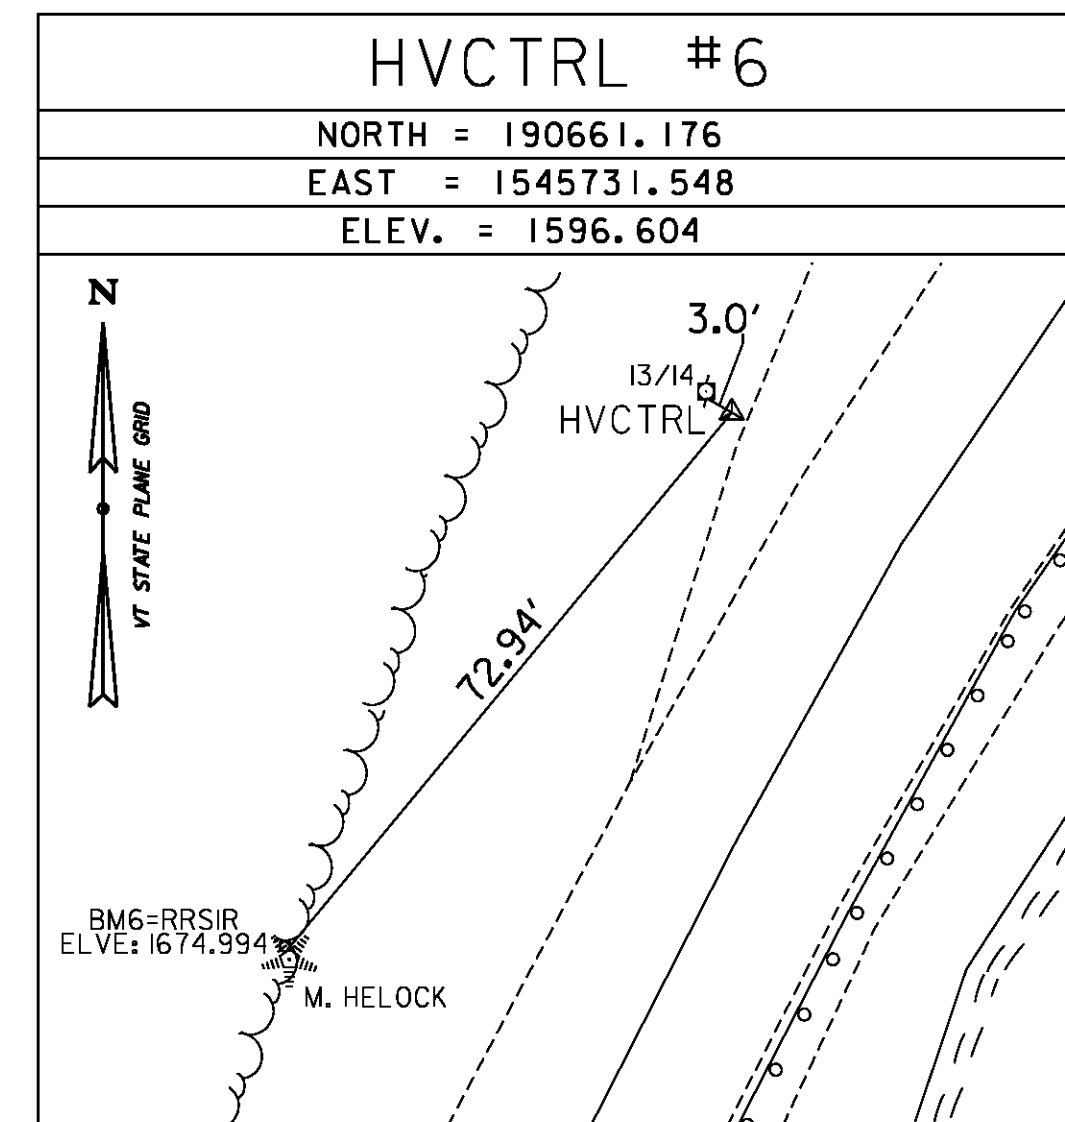 HVCTRL #6
NORTH = 190661.176
EAST = 1545731.548
ELEV. = 1596.604
N
VT STATE PLANE GRID
3.0'
13/14
HVCTRL
72.94'
BM6=RRSIR
ELVE: 1674.994
M. HELOCK